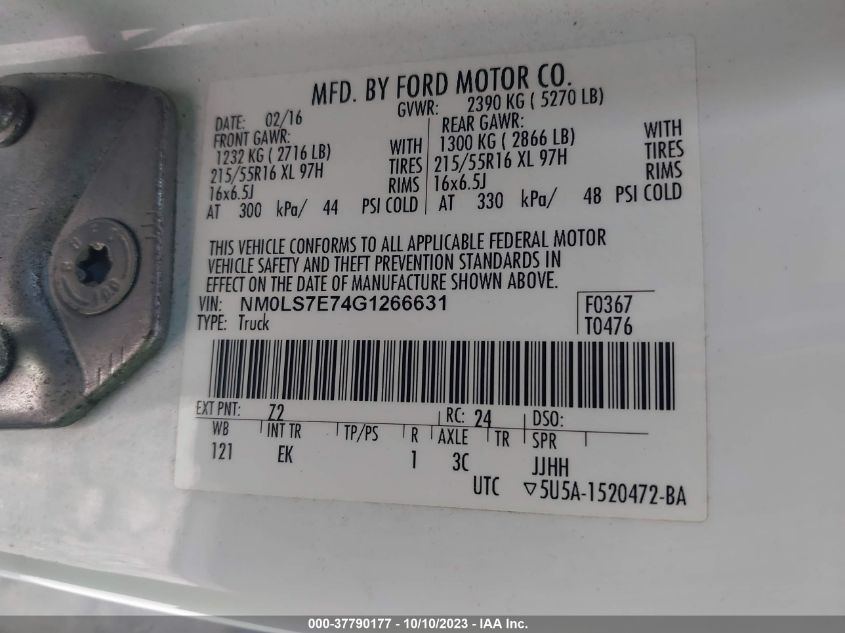 MFD. BY FORD MOTOR CO.
DATE: 02/16 GVWR: 2390 KG ( 5270 LB)
FRONT GAWR: REAR GAWR:
1232 KG ( 2716 LB) WITH 1300 KG ( 2866 LB) WITH
215/55R16 XL 97H TIRES 215/55R16 XL 97H TIRES
16x6.5J RIMS 16x6.5J RIMS
AT 300 kPa/ 44 PSI COLD AT 330 kPa/ 48 PSI COLD
THIS VEHICLE CONFORMS TO ALL APPLICABLE FEDERAL MOTOR
VEHICLE SAFETY AND THEFT PREVENTION STANDARDS IN
EFFECT ON THE DATE OF MANUFACTURE SHOWN ABOVE.
VIN: NM0LS7E74G1266631 F0367
TYPE: Truck T0476
EXT PNT: Z2 RC: 24 DSO:
WB INT TR TP/PS R AXLE TR SPR
121 EK 1 3C JJHH
UTC ▽5U5A-1520472-BA
000-37790177 - 10/10/2023 - IAA Inc.